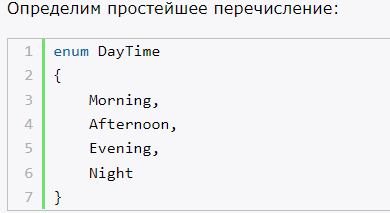 Определим простейшее перечисление:
1 enum DayTime
2 {
3     Morning,
4     Afternoon,
5     Evening,
6     Night
7 }